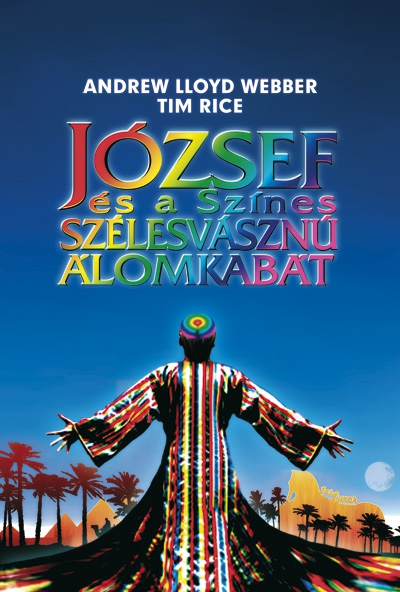 ANDREW LLOYD WEBBER
TIM RICE
JÓZSEF
és a Színes
SZÉLESVÁSZNÚ
ÁLOMKABÁT